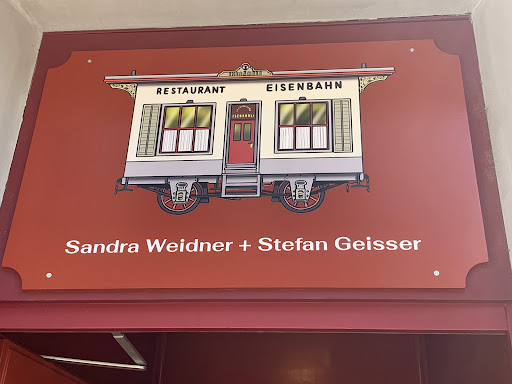 RESTAURANT EISENBAHN
Sandra Weidner + Stefan Geisser